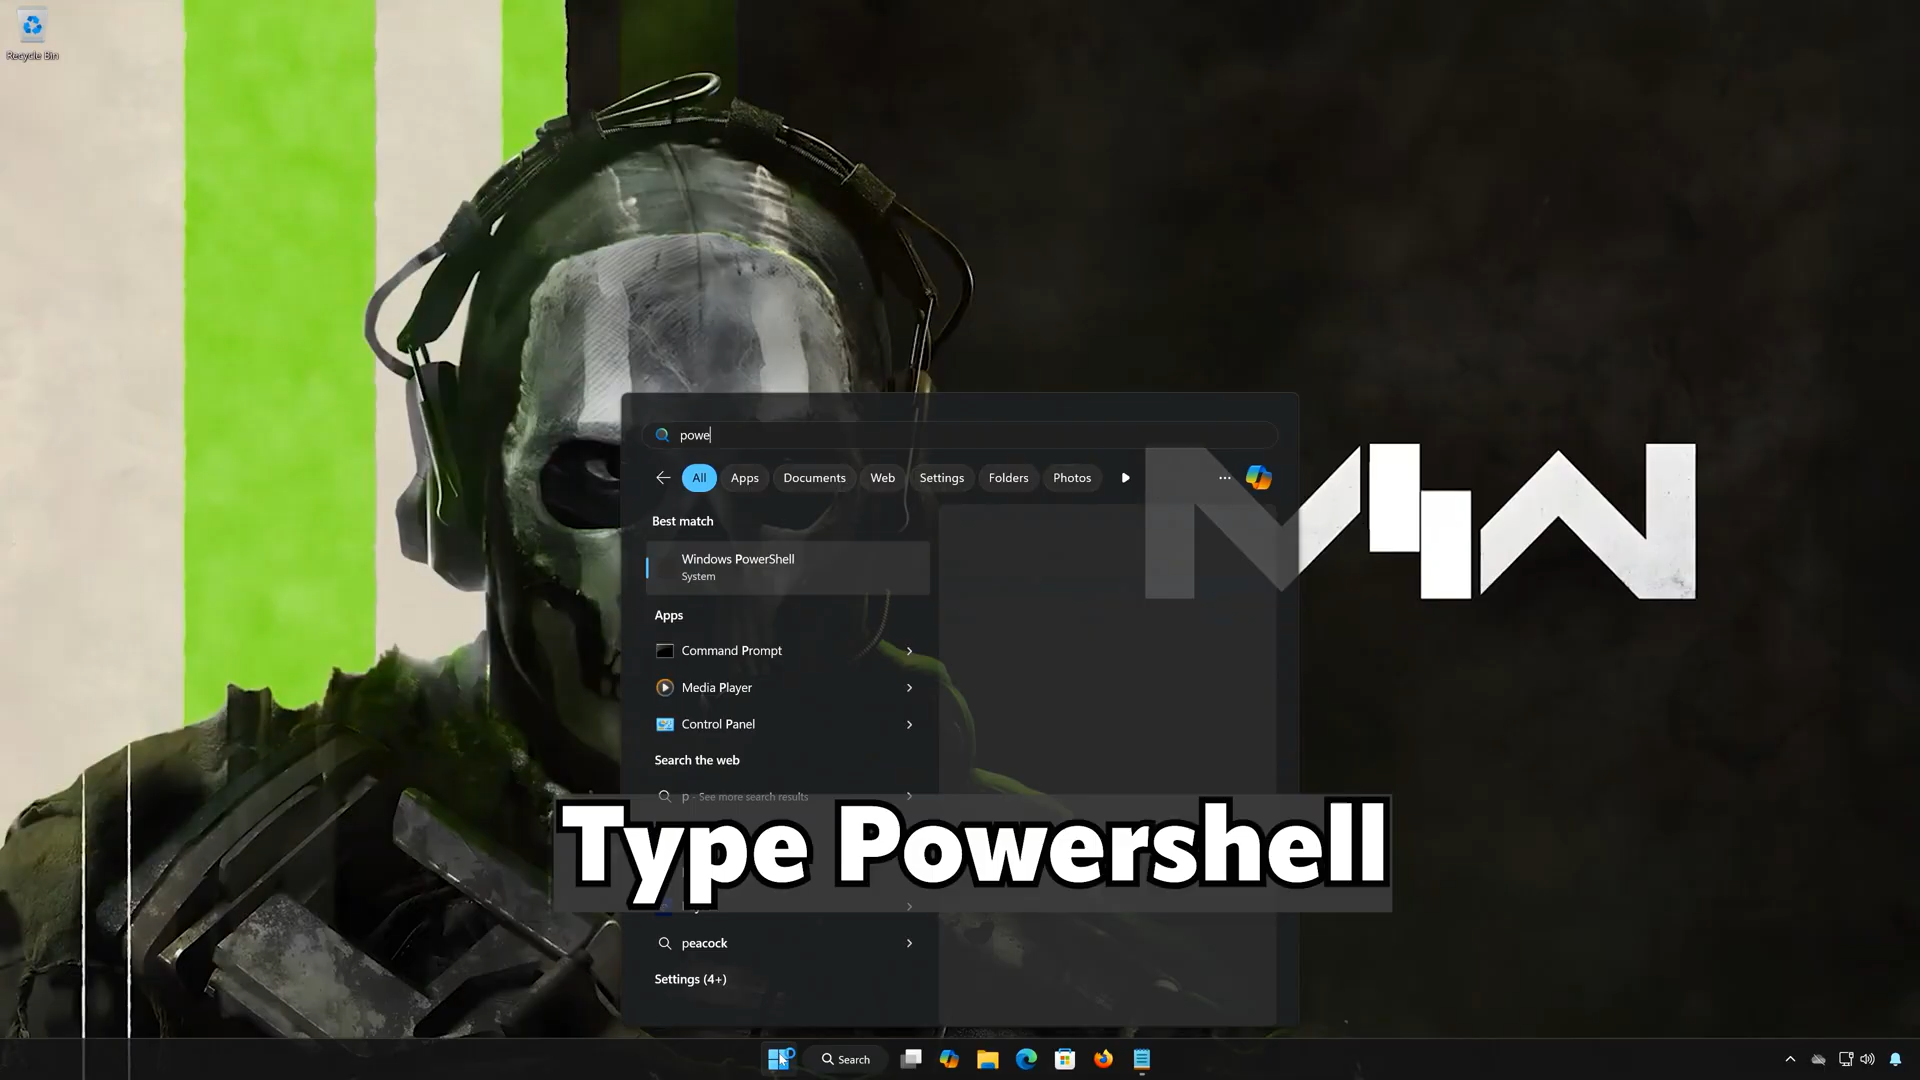 Recycle Bin
powe
All Apps Documents Web Settings Folders Photos
Best match
Windows PowerShell
System
Apps
Command Prompt
Media Player
Control Panel
Search the web
p - See more search results
Type Powershell
peacock
Settings (4+)
MW
Search